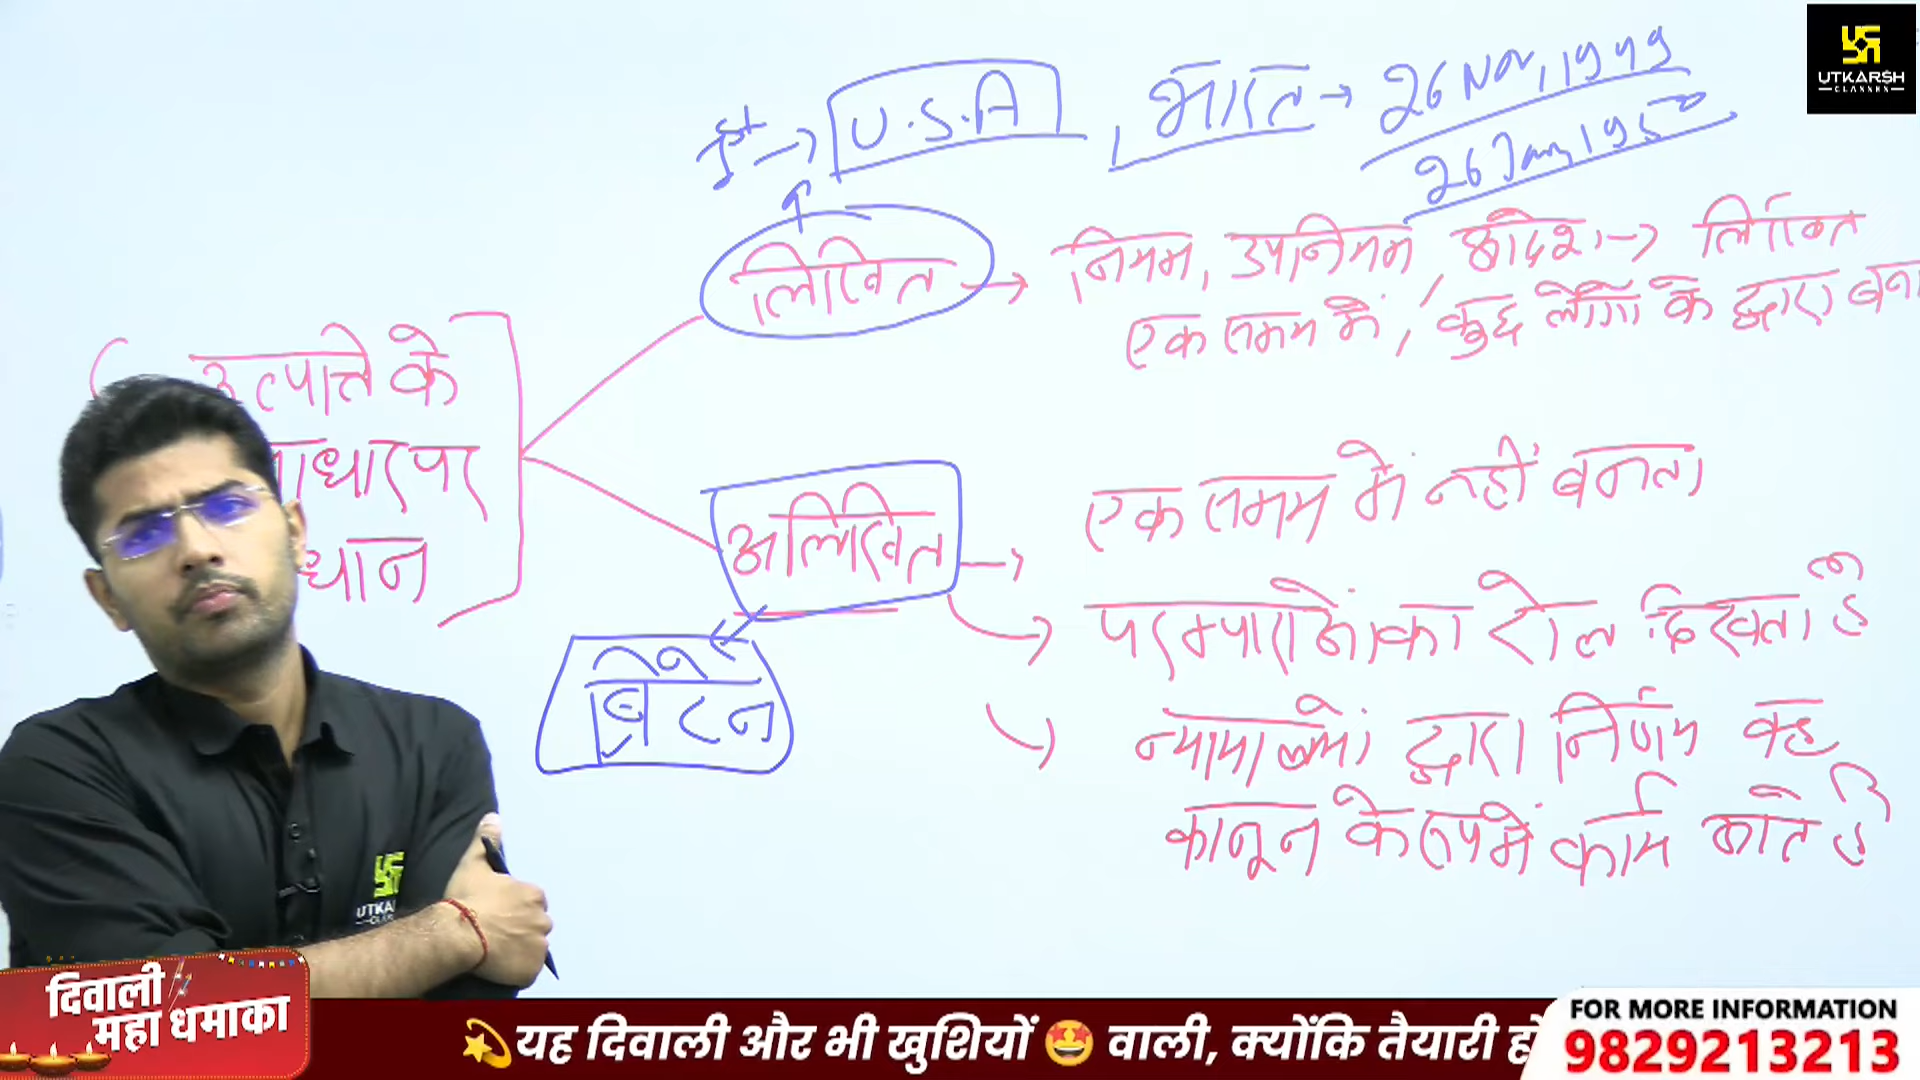 1st → U.S.A , भारत → 26 Nov, 1949
26 Jan, 1950
लिखित → नियम, उपनियम, आदेश → लिखित
एक समय में, कुछ लोगों के द्वारा बना
उत्पत्ति के
ाधार पर
धान
अलिखित → एक समय में नहीं बनता
→ परम्पराओं का रोल दिखता है
→ न्यायालयों द्वारा निर्णय वह
कानून के रूप में कार्य करते है
ब्रिटेन
UTKARSH
CLASSES
UTKA
दिवाली
महा धमाका
यह दिवाली और भी खुशियों 🤩 वाली, क्योंकि तैयारी हो
FOR MORE INFORMATION
9829213213